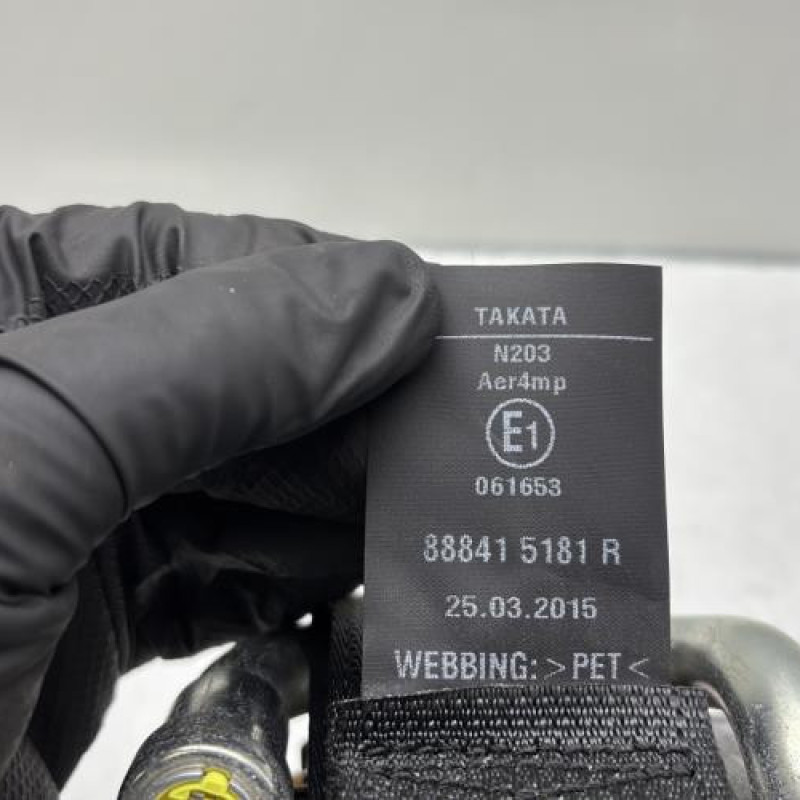 TAKATA
N203
Aer4mp
E1
061653
88841 5181 R
25.03.2015
WEBBING: >PET<